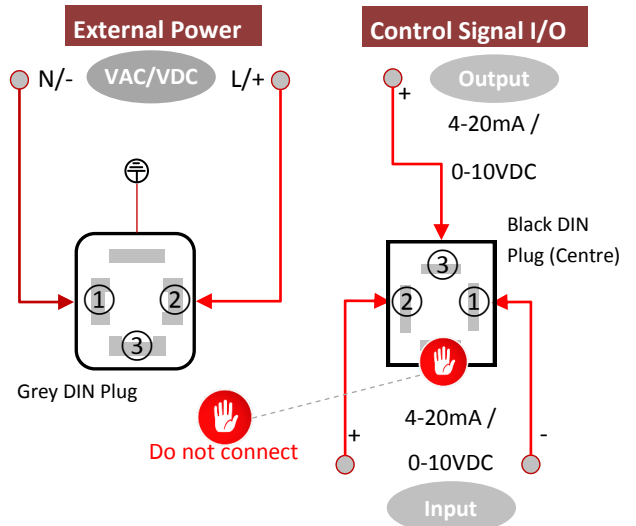 External Power
N/-
VAC/VDC
L/+
1
2
3
Grey DIN Plug
Do not connect
Control Signal I/O
Output
+
4-20mA /
0-10VDC
Black DIN
Plug (Centre)
3
2
1
+
4-20mA /
-
0-10VDC
Input